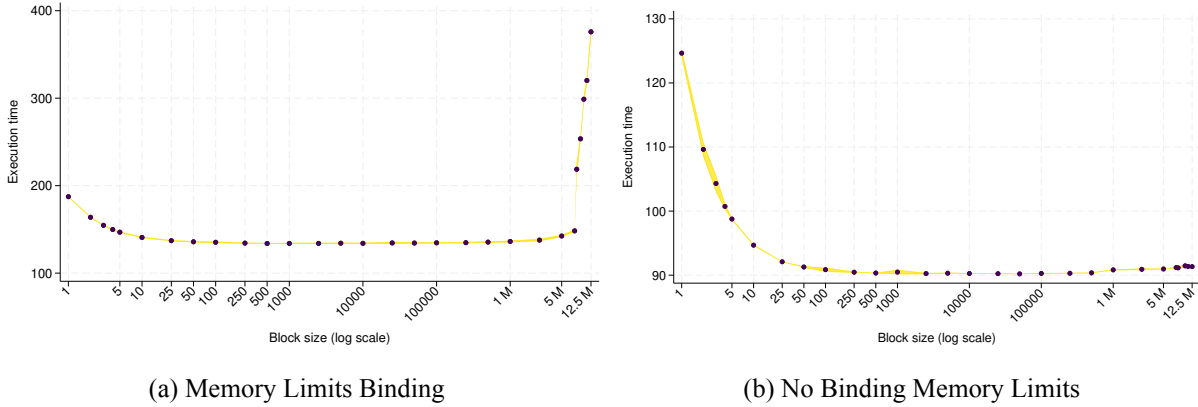 400
300
200
100
Execution time
1
5
10
25
50
100
250
500
1000
10000
100000
1 M
5 M
12.5 M
Block size (log scale)
(a) Memory Limits Binding
130
120
110
100
90
Execution time
1
5
10
25
50
100
250
500
1000
10000
100000
1 M
5 M
12.5 M
Block size (log scale)
(b) No Binding Memory Limits